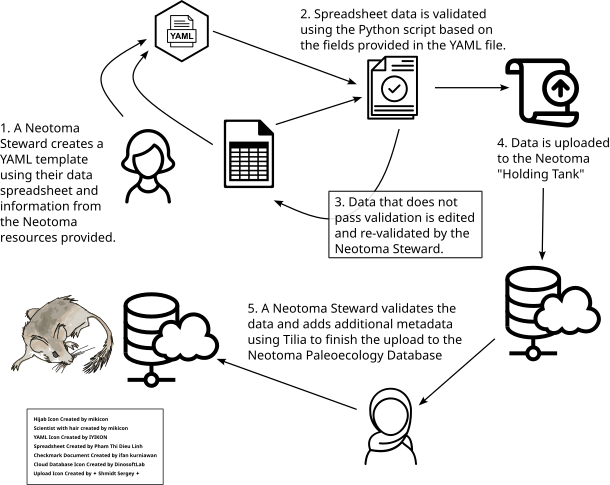 YAML
2. Spreadsheet data is validated
using the Python script based on
the fields provided in the YAML file.
1. A Neotoma
Steward creates a
YAML template
using their data
spreadsheet and
information from
the Neotoma
resources provided.
4. Data is uploaded
to the Neotoma
"Holding Tank"
3. Data that does not
pass validation is edited
and re-validated by the
Neotoma Steward.
5. A Neotoma Steward validates the
data and adds additional metadata
using Tilia to finish the upload to the
Neotoma Paleoecology Database
Hijab Icon Created by mikicon
Scientist with hair created by mikicon
YAML Icon Created by IYIKON
Spreadsheet Created by Pham Thi Dieu Linh
Checkmark Document Created by ifan kurniawan
Cloud Database Icon Created by DinosoftLab
Upload Icon Created by ✦ Shmidt Sergey ✦